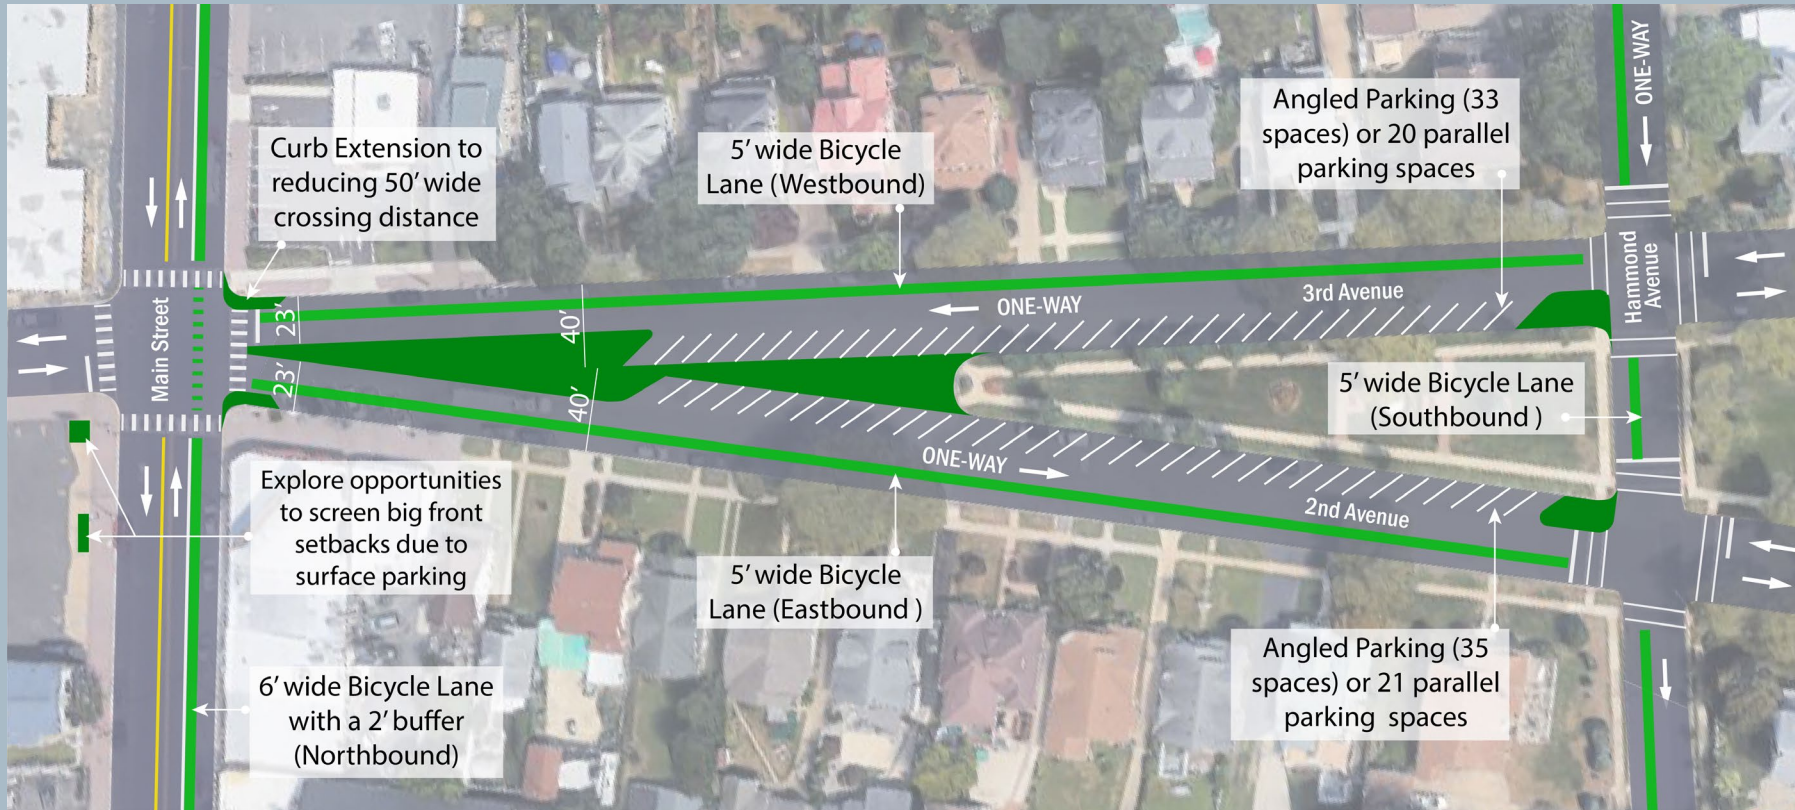 ONE-WAY
Angled Parking (33
spaces) or 20 parallel
parking spaces
Curb Extension to
reducing 50' wide
crossing distance
5' wide Bicycle
Lane (Westbound)
Hammond
Avenue
3rd Avenue
ONE-WAY
23'
40'
Main Street
23'
40'
5' wide Bicycle Lane
(Southbound )
ONE-WAY
2nd Avenue
Explore opportunities
to screen big front
setbacks due to
surface parking
5' wide Bicycle
Lane (Eastbound )
Angled Parking (35
spaces) or 21 parallel
parking spaces
6' wide Bicycle Lane
with a 2' buffer
(Northbound)